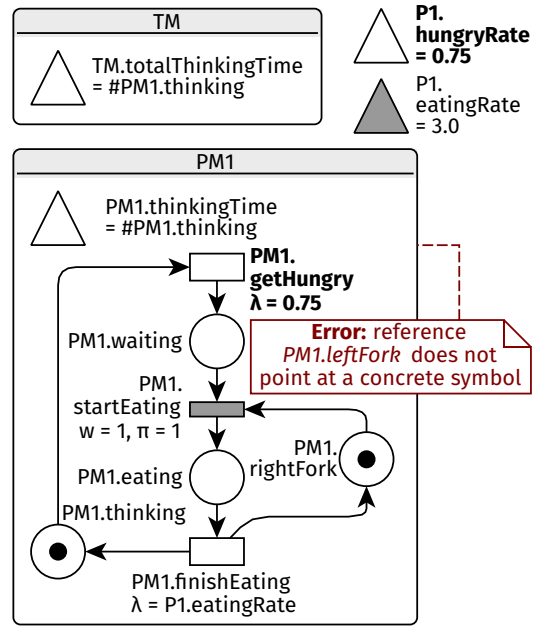 TM
TM.totalThinkingTime
= #PM1.thinking
P1.
hungryRate
= 0.75
P1.
eatingRate
= 3.0
PM1
PM1.thinkingTime
= #PM1.thinking
PM1.
getHungry
λ = 0.75
Error: reference
PM1.leftFork does not
point at a concrete symbol
PM1.waiting
PM1.
startEating
w = 1, π = 1
PM1.
rightFork
PM1.eating
PM1.thinking
PM1.finishEating
λ = P1.eatingRate